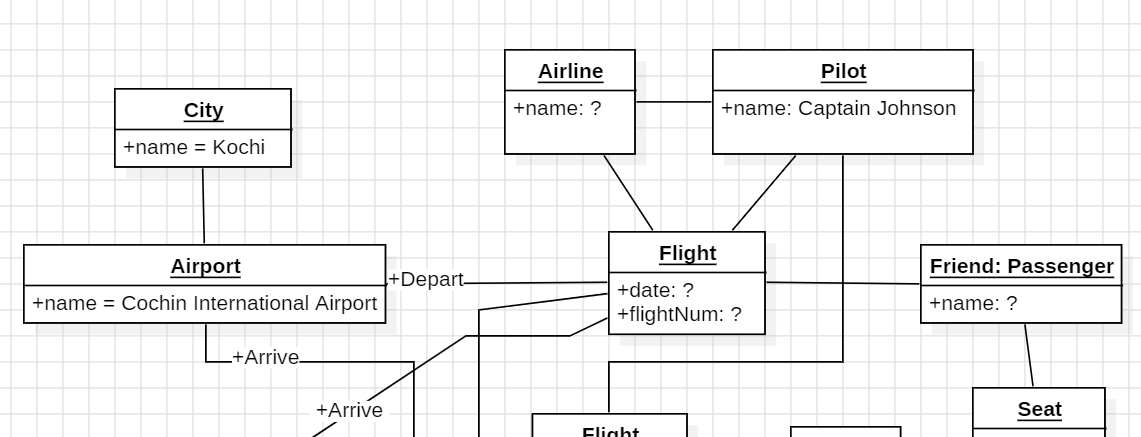 Airline
+name: ?
Pilot
+name: Captain Johnson
City
+name = Kochi
Airport
+name = Cochin International Airport
+Depart
Flight
+date: ?
+flightNum: ?
Friend: Passenger
+name: ?
+Arrive
+Arrive
Seat
Flight